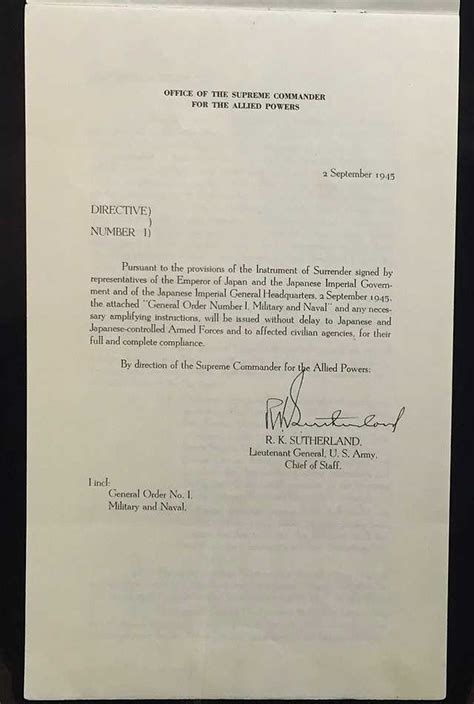 OFFICE OF THE SUPREME COMMANDER
FOR THE ALLIED POWERS
2 September 1945
DIRECTIVE)
)
NUMBER 1)
Pursuant to the provisions of the Instrument of Surrender signed by
representatives of the Emperor of Japan and the Japanese Imperial Govern-
ment and of the Japanese Imperial General Headquarters, 2 September 1945,
the attached "General Order Number 1, Military and Naval" and any neces-
sary amplifying instructions, will be issued without delay to Japanese and
Japanese-controlled Armed Forces and to affected civilian agencies, for their
full and complete compliance.
By direction of the Supreme Commander for the Allied Powers:
R K Sutherland
R. K. SUTHERLAND,
Lieutenant General, U. S. Army,
Chief of Staff.
1 incl:
General Order No. 1,
Military and Naval.